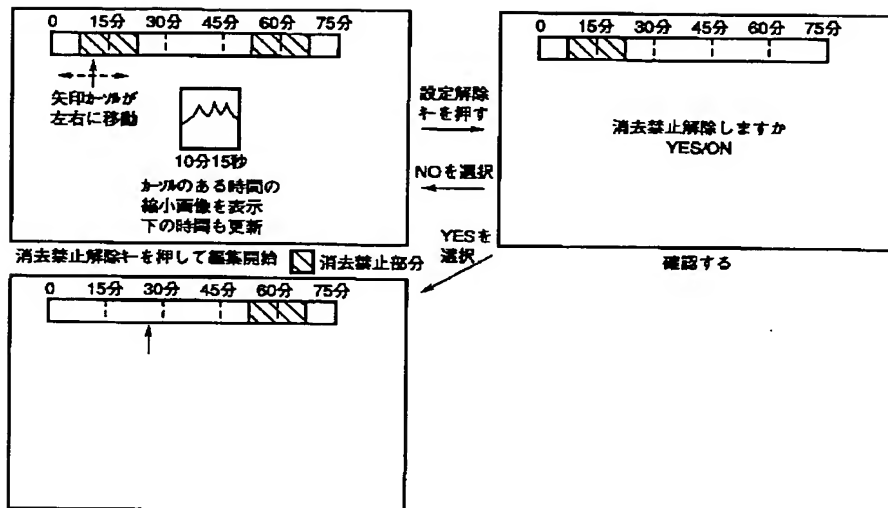 0 15分 30分 45分 60分 75分
矢印カーソルが
左右に移動
10分15秒
カーソルのある時間の
縮小画像を表示
下の時間も更新
消去禁止解除キーを押して編集開始
消去禁止部分
設定解除
キーを押す
NOを選択
YESを
選択
0 15分 30分 45分 60分 75分
消去禁止解除しますか
YES/ON
確認する
0 15分 30分 45分 60分 75分